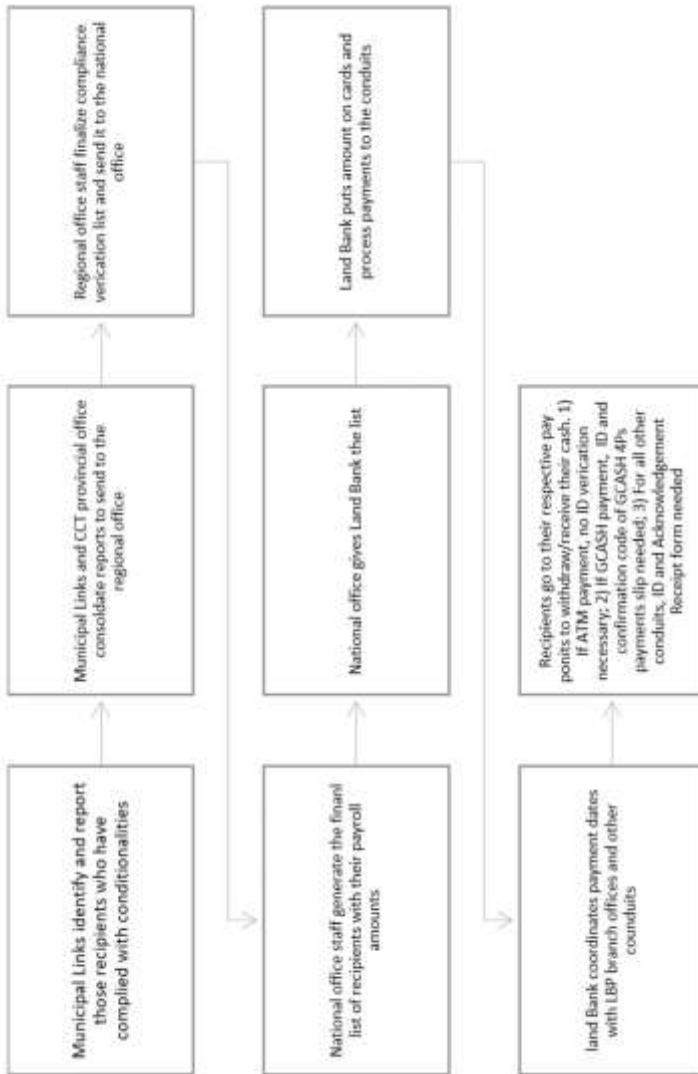 Municipal Links identify and report
those recipients who have
complied with conditionalities
Municipal Links and CCT provincial office
consolidate reports to send to the
regional office
Regional office staff finalize compliance
verication list and send it to the national
office
National office staff generate the finanl
list of recipients with their payroll
amounts
National office gives Land Bank the list
Land Bank puts amount on cards and
process payments to the conduits
land Bank coordinates payment dates
with LBP branch offices and other
counduits
Recipients go to their respective pay
ponits to withdraw/receive their cash. 1)
If ATM payment, no ID verication
necessary; 2) If GCASH payment, ID and
confirmation code of GCASH 4Ps
payments slip needed; 3) For all other
conduits, ID and Acknowledgement
Receipt form needed